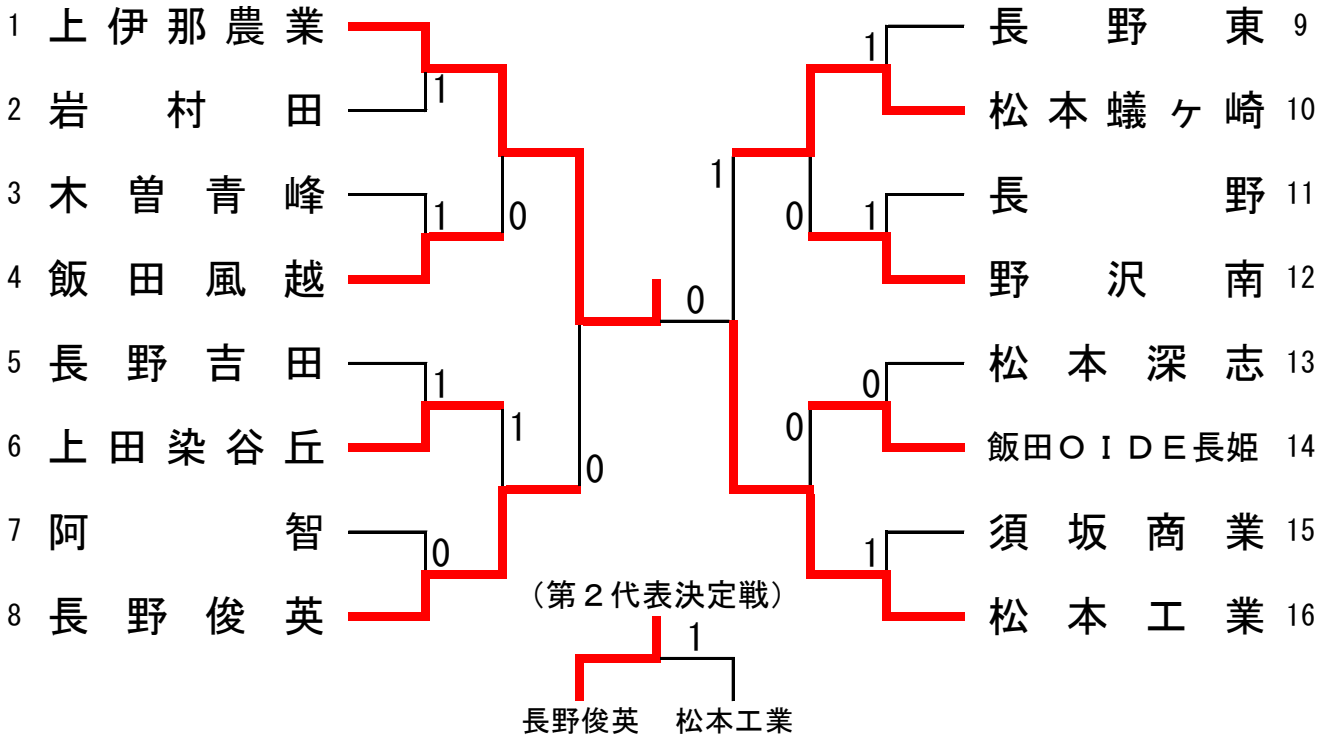 1 上伊那農業
2 岩村田
3 木曽青峰
4 飯田風越
5 長野吉田
6 上田染谷丘
7 阿智
8 長野俊英
1
1
0
1
1
0
0
0
1
1
0
1
0
0
1
長野東 9
松本蟻ヶ崎 10
長野 11
野沢南 12
松本深志 13
飯田OIDE長姫 14
須坂商業 15
松本工業 16
(第2代表決定戦)
1
長野俊英 松本工業